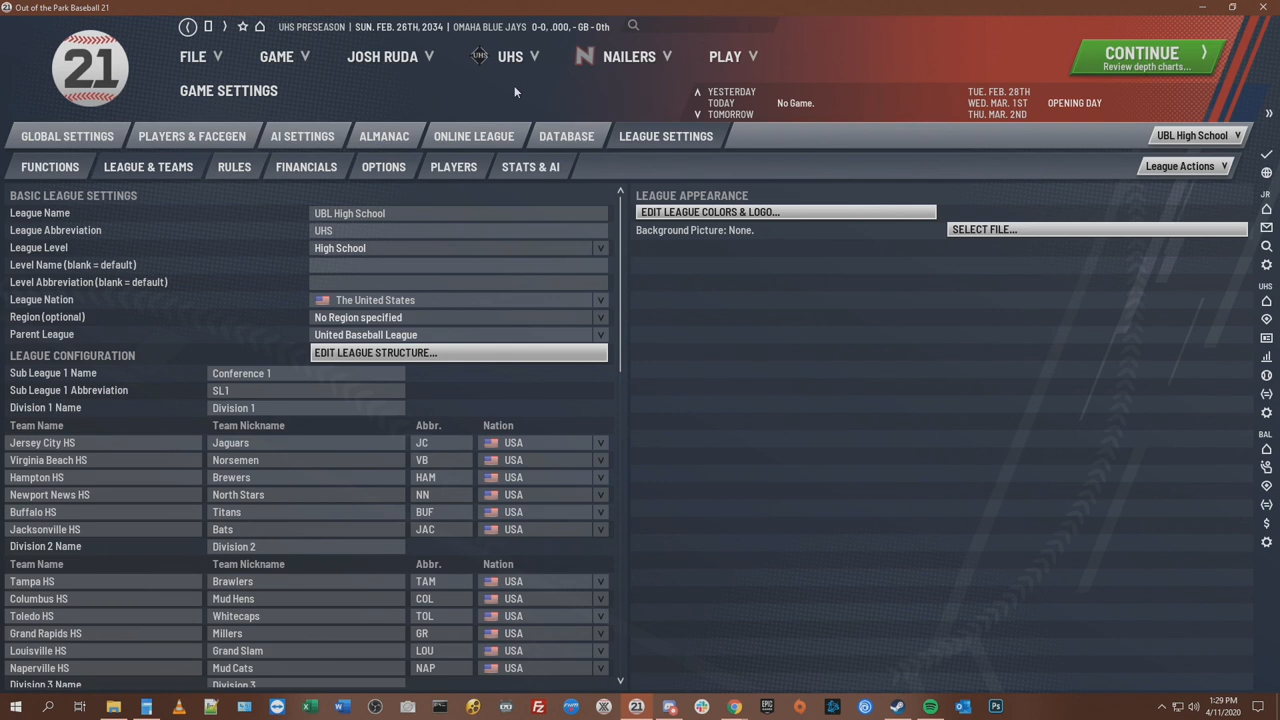 Out of the Park Baseball 21
UHS PRESEASON | SUN. FEB. 26TH, 2034 | OMAHA BLUE JAYS 0-0, .000, - GB - 0th
21
FILE GAME JOSH RUDA UHS NAILERS PLAY
CONTINUE
Review depth charts...
GAME SETTINGS
YESTERDAY
TODAY No Game.
TOMORROW
TUE. FEB. 28TH
WED. MAR. 1ST OPENING DAY
THU. MAR. 2ND
GLOBAL SETTINGS PLAYERS & FACEGEN AI SETTINGS ALMANAC ONLINE LEAGUE DATABASE LEAGUE SETTINGS UBL High School
FUNCTIONS LEAGUE & TEAMS RULES FINANCIALS OPTIONS PLAYERS STATS & AI League Actions
BASIC LEAGUE SETTINGS
League Name UBL High School
League Abbreviation UHS
League Level High School
Level Name (blank = default)
Level Abbreviation (blank = default)
League Nation The United States
Region (optional) No Region specified
Parent League United Baseball League
LEAGUE CONFIGURATION EDIT LEAGUE STRUCTURE...
Sub League 1 Name Conference 1
Sub League 1 Abbreviation SL1
Division 1 Name Division 1
Team Name Team Nickname Abbr. Nation
Jersey City HS Jaguars JC USA
Virginia Beach HS Norsemen VB USA
Hampton HS Brewers HAM USA
Newport News HS North Stars NN USA
Buffalo HS Titans BUF USA
Jacksonville HS Bats JAC USA
Division 2 Name Division 2
Team Name Team Nickname Abbr. Nation
Tampa HS Brawlers TAM USA
Columbus HS Mud Hens COL USA
Toledo HS Whitecaps TOL USA
Grand Rapids HS Millers GR USA
Louisville HS Grand Slam LOU USA
Naperville HS Mud Cats NAP USA
Division 3 Name Division 3
LEAGUE APPEARANCE
EDIT LEAGUE COLORS & LOGO...
Background Picture: None. SELECT FILE...
JR
UHS
BAL
1:29 PM
4/11/2020